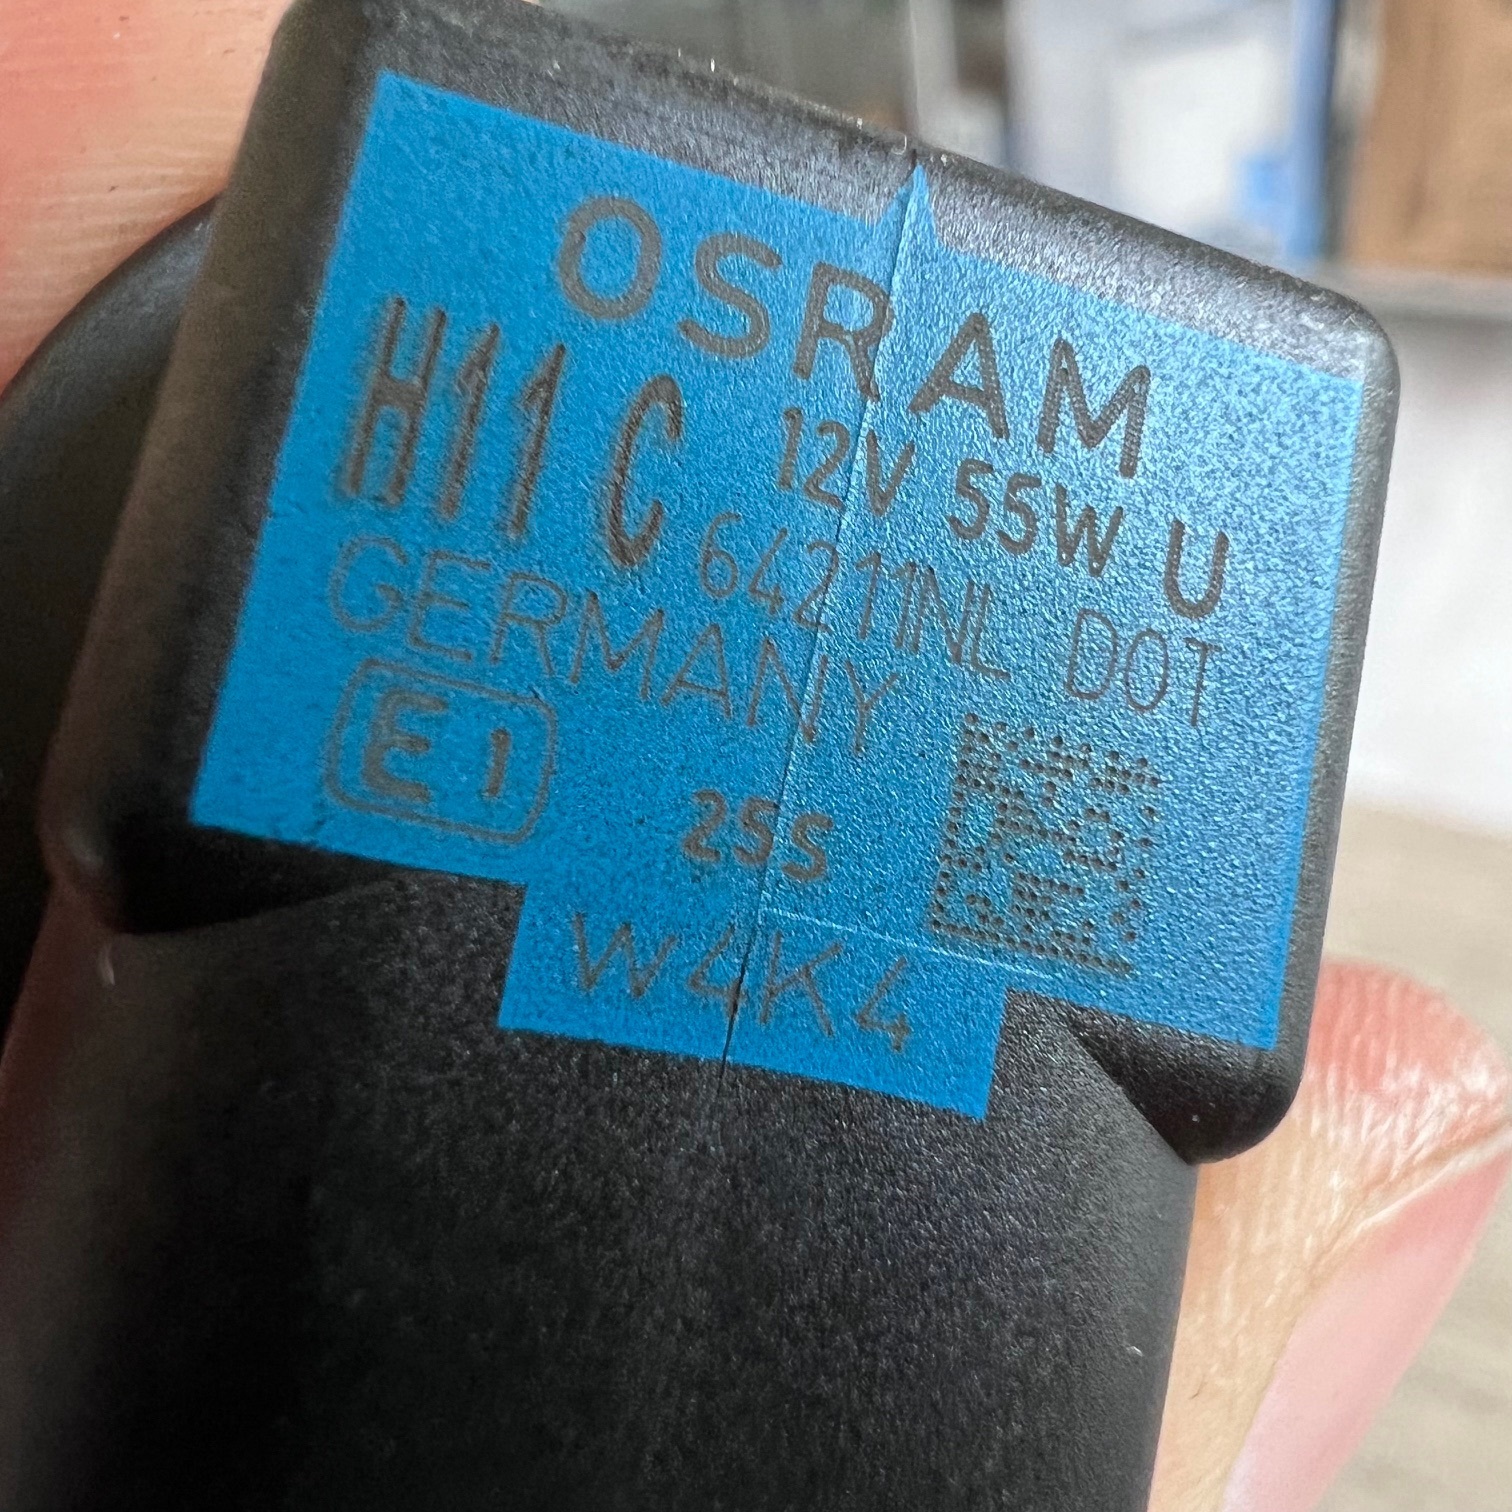 OSRAM
H11 C 12V 55W U
64211NL DOT
GERMANY
E1 25S
W4K4